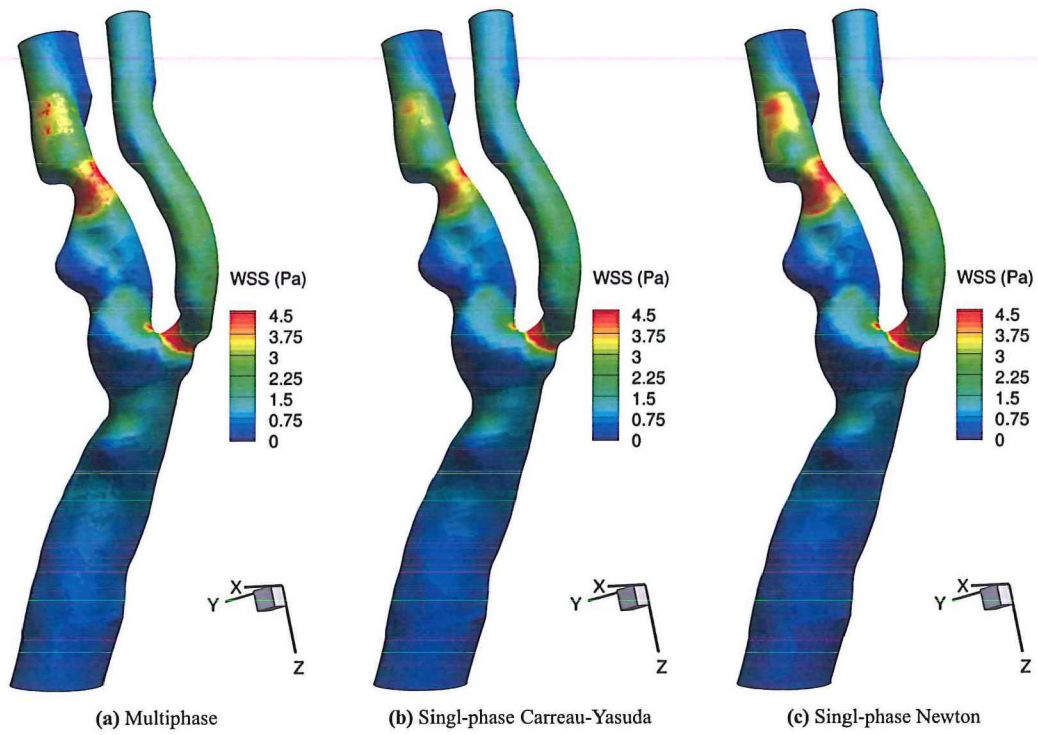 WSS (Pa)
4.5
3.75
3
2.25
1.5
0.75
0
X
Y
Z
(a) Multiphase
WSS (Pa)
4.5
3.75
3
2.25
1.5
0.75
0
X
Y
Z
(b) Singl-phase Carreau-Yasuda
WSS (Pa)
4.5
3.75
3
2.25
1.5
0.75
0
X
Y
Z
(c) Singl-phase Newton